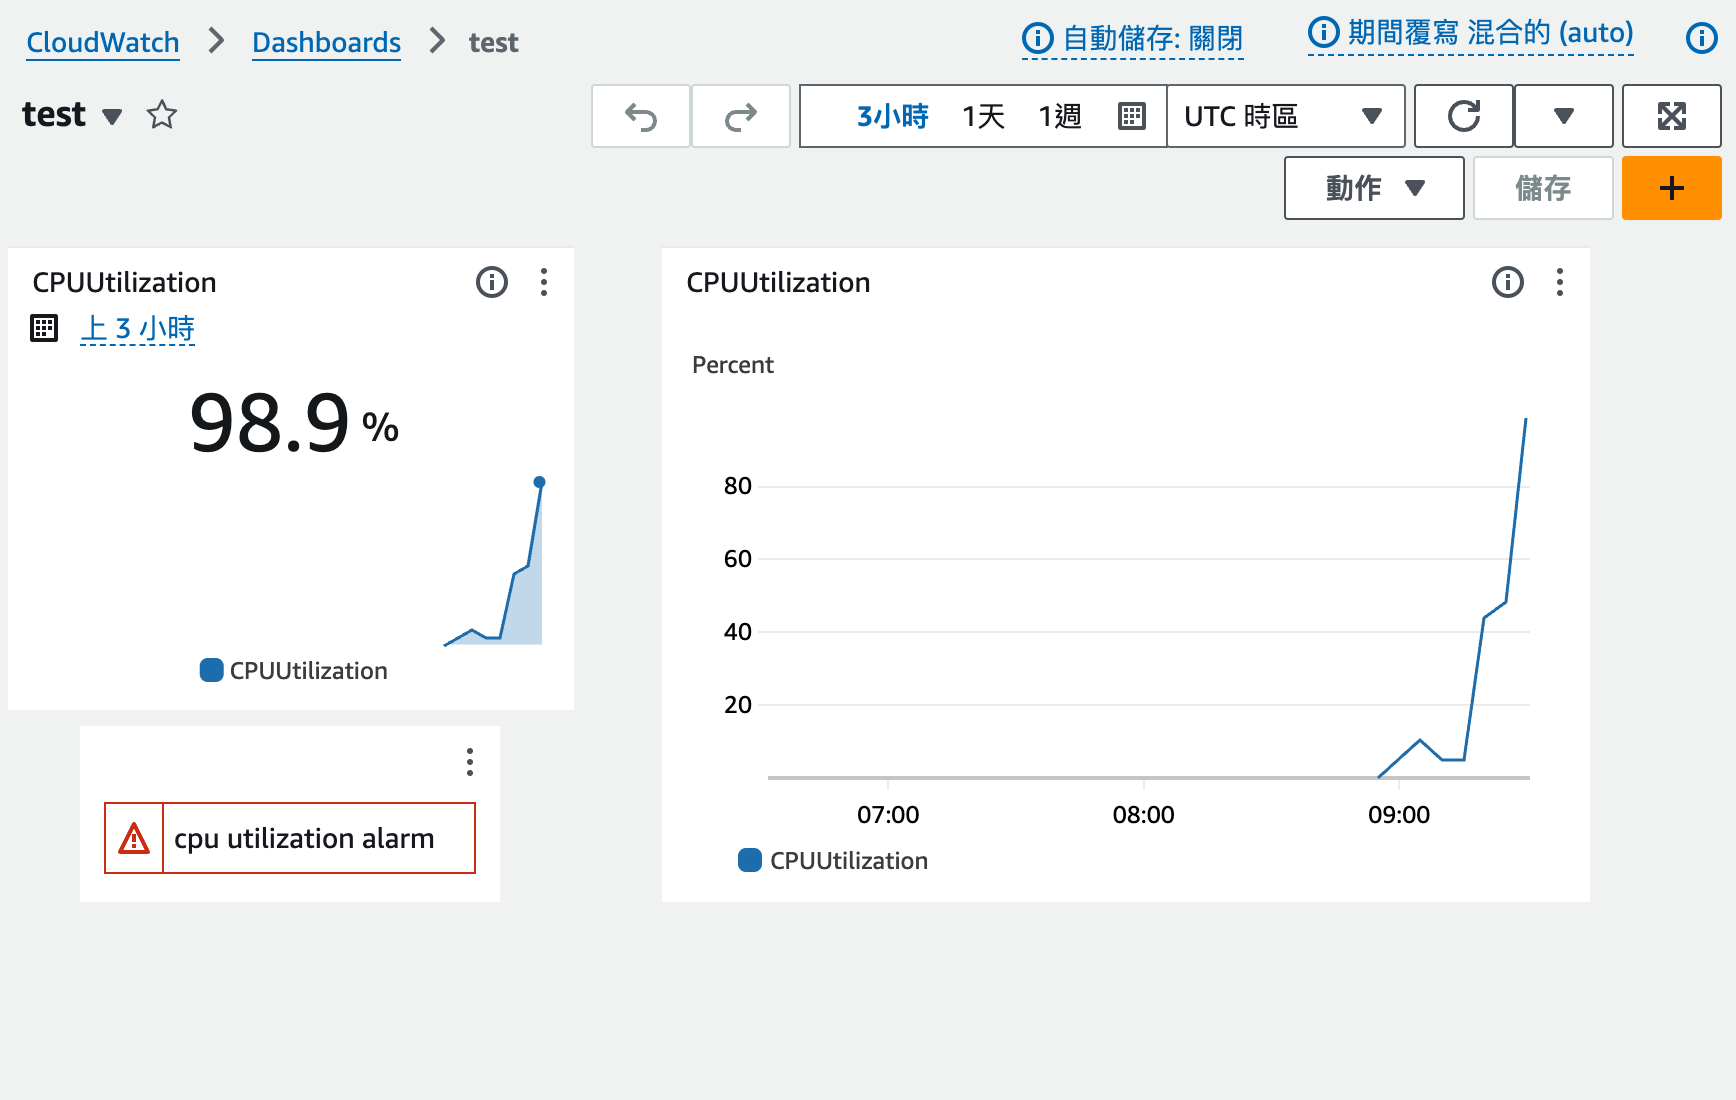 CloudWatch > Dashboards > test
自動儲存: 關閉
期間覆寫 混合的 (auto)
test
3小時 1天 1週
UTC 時區
動作
儲存
+
CPUUtilization
上 3 小時
98.9 %
CPUUtilization
cpu utilization alarm
CPUUtilization
Percent
80
60
40
20
07:00 08:00 09:00
CPUUtilization